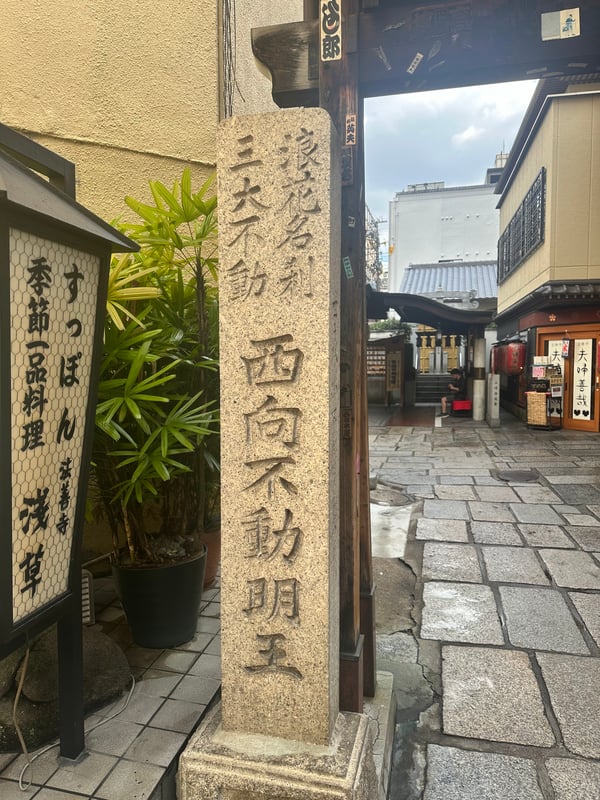 浪花名刹
三大不動
西向不動明王
すっぽん
法善寺
季節一品料理
浅草
夫婦善哉